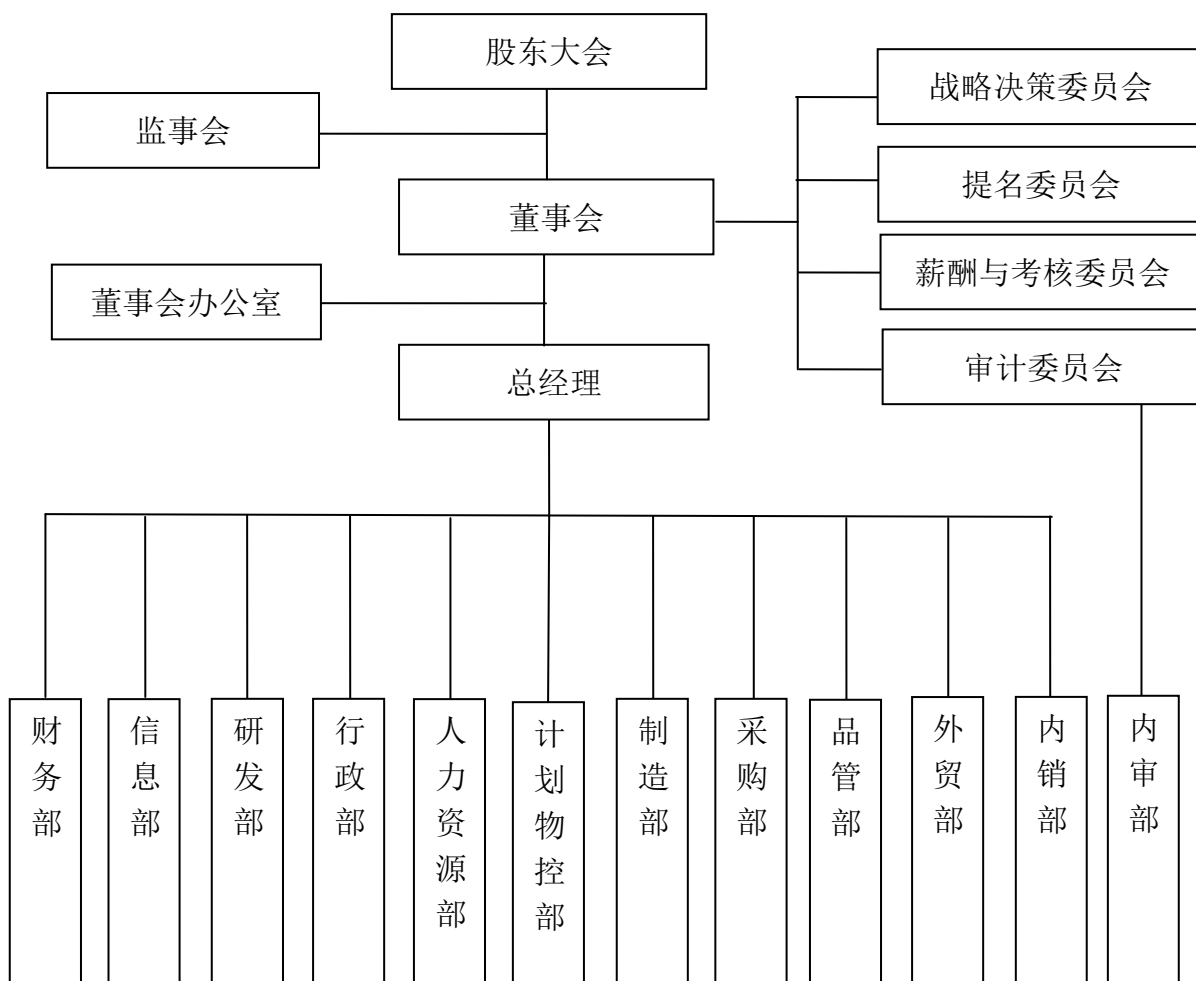 股东大会
战略决策委员会
监事会
提名委员会
董事会
薪酬与考核委员会
董事会办公室
审计委员会
总经理
财务部
信息部
研发部
行政部
人力资源部
计划物控部
制造部
采购部
品管部
外贸部
内销部
内审部